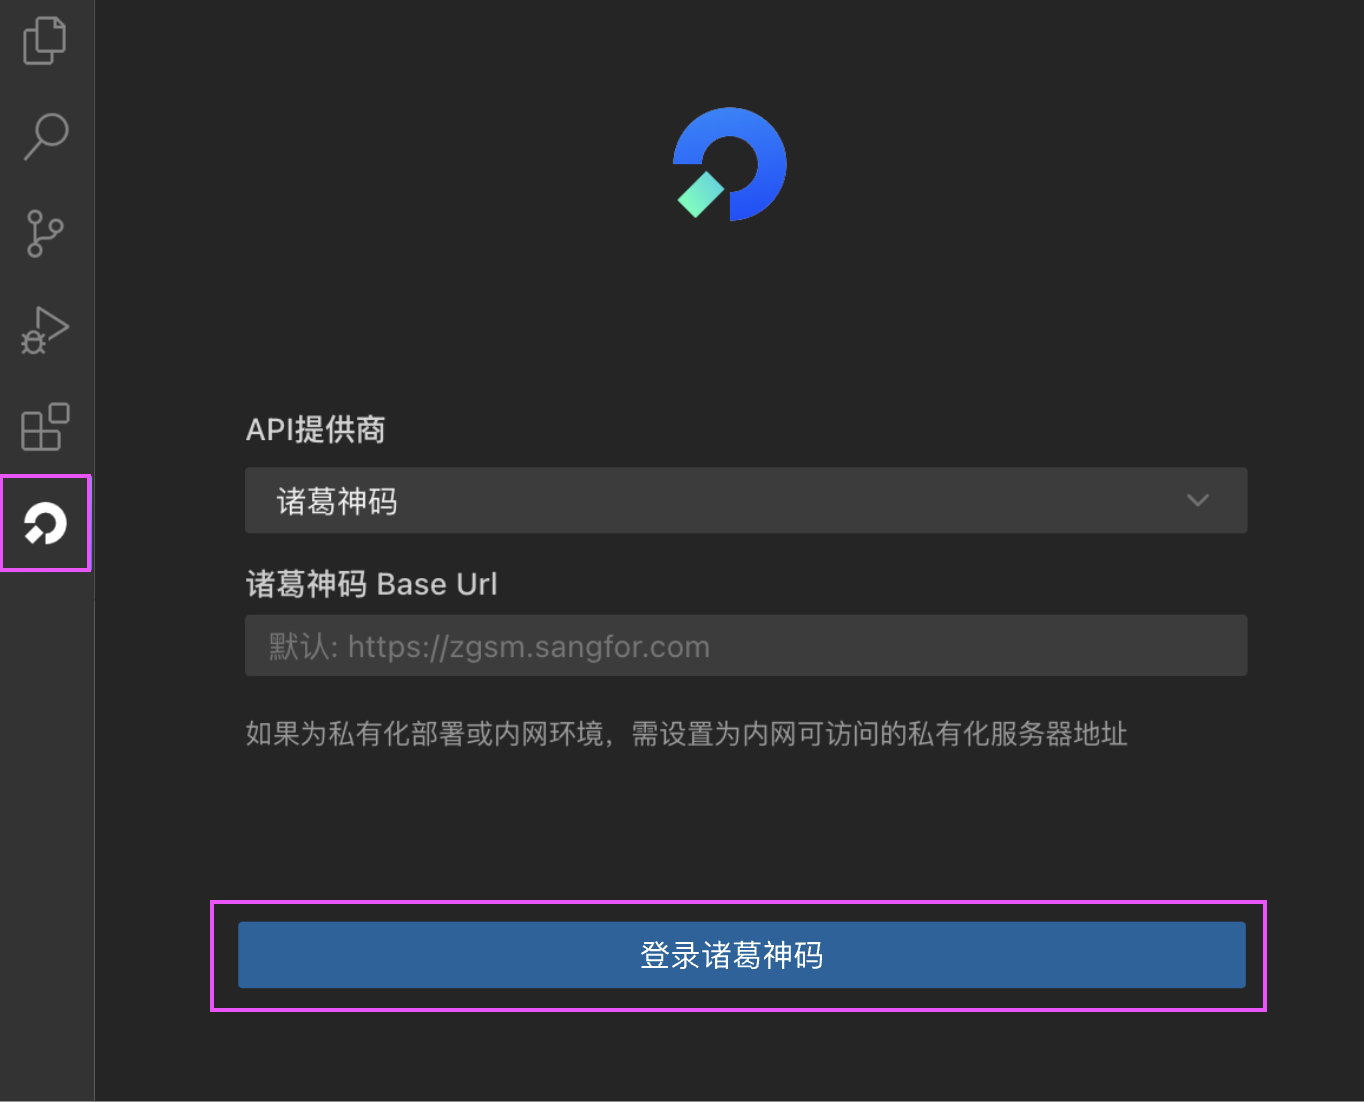 API提供商
诸葛神码
诸葛神码 Base Url
默认: https://zgsm.sangfor.com
如果为私有化部署或内网环境，需设置为内网可访问的私有化服务器地址
登录诸葛神码